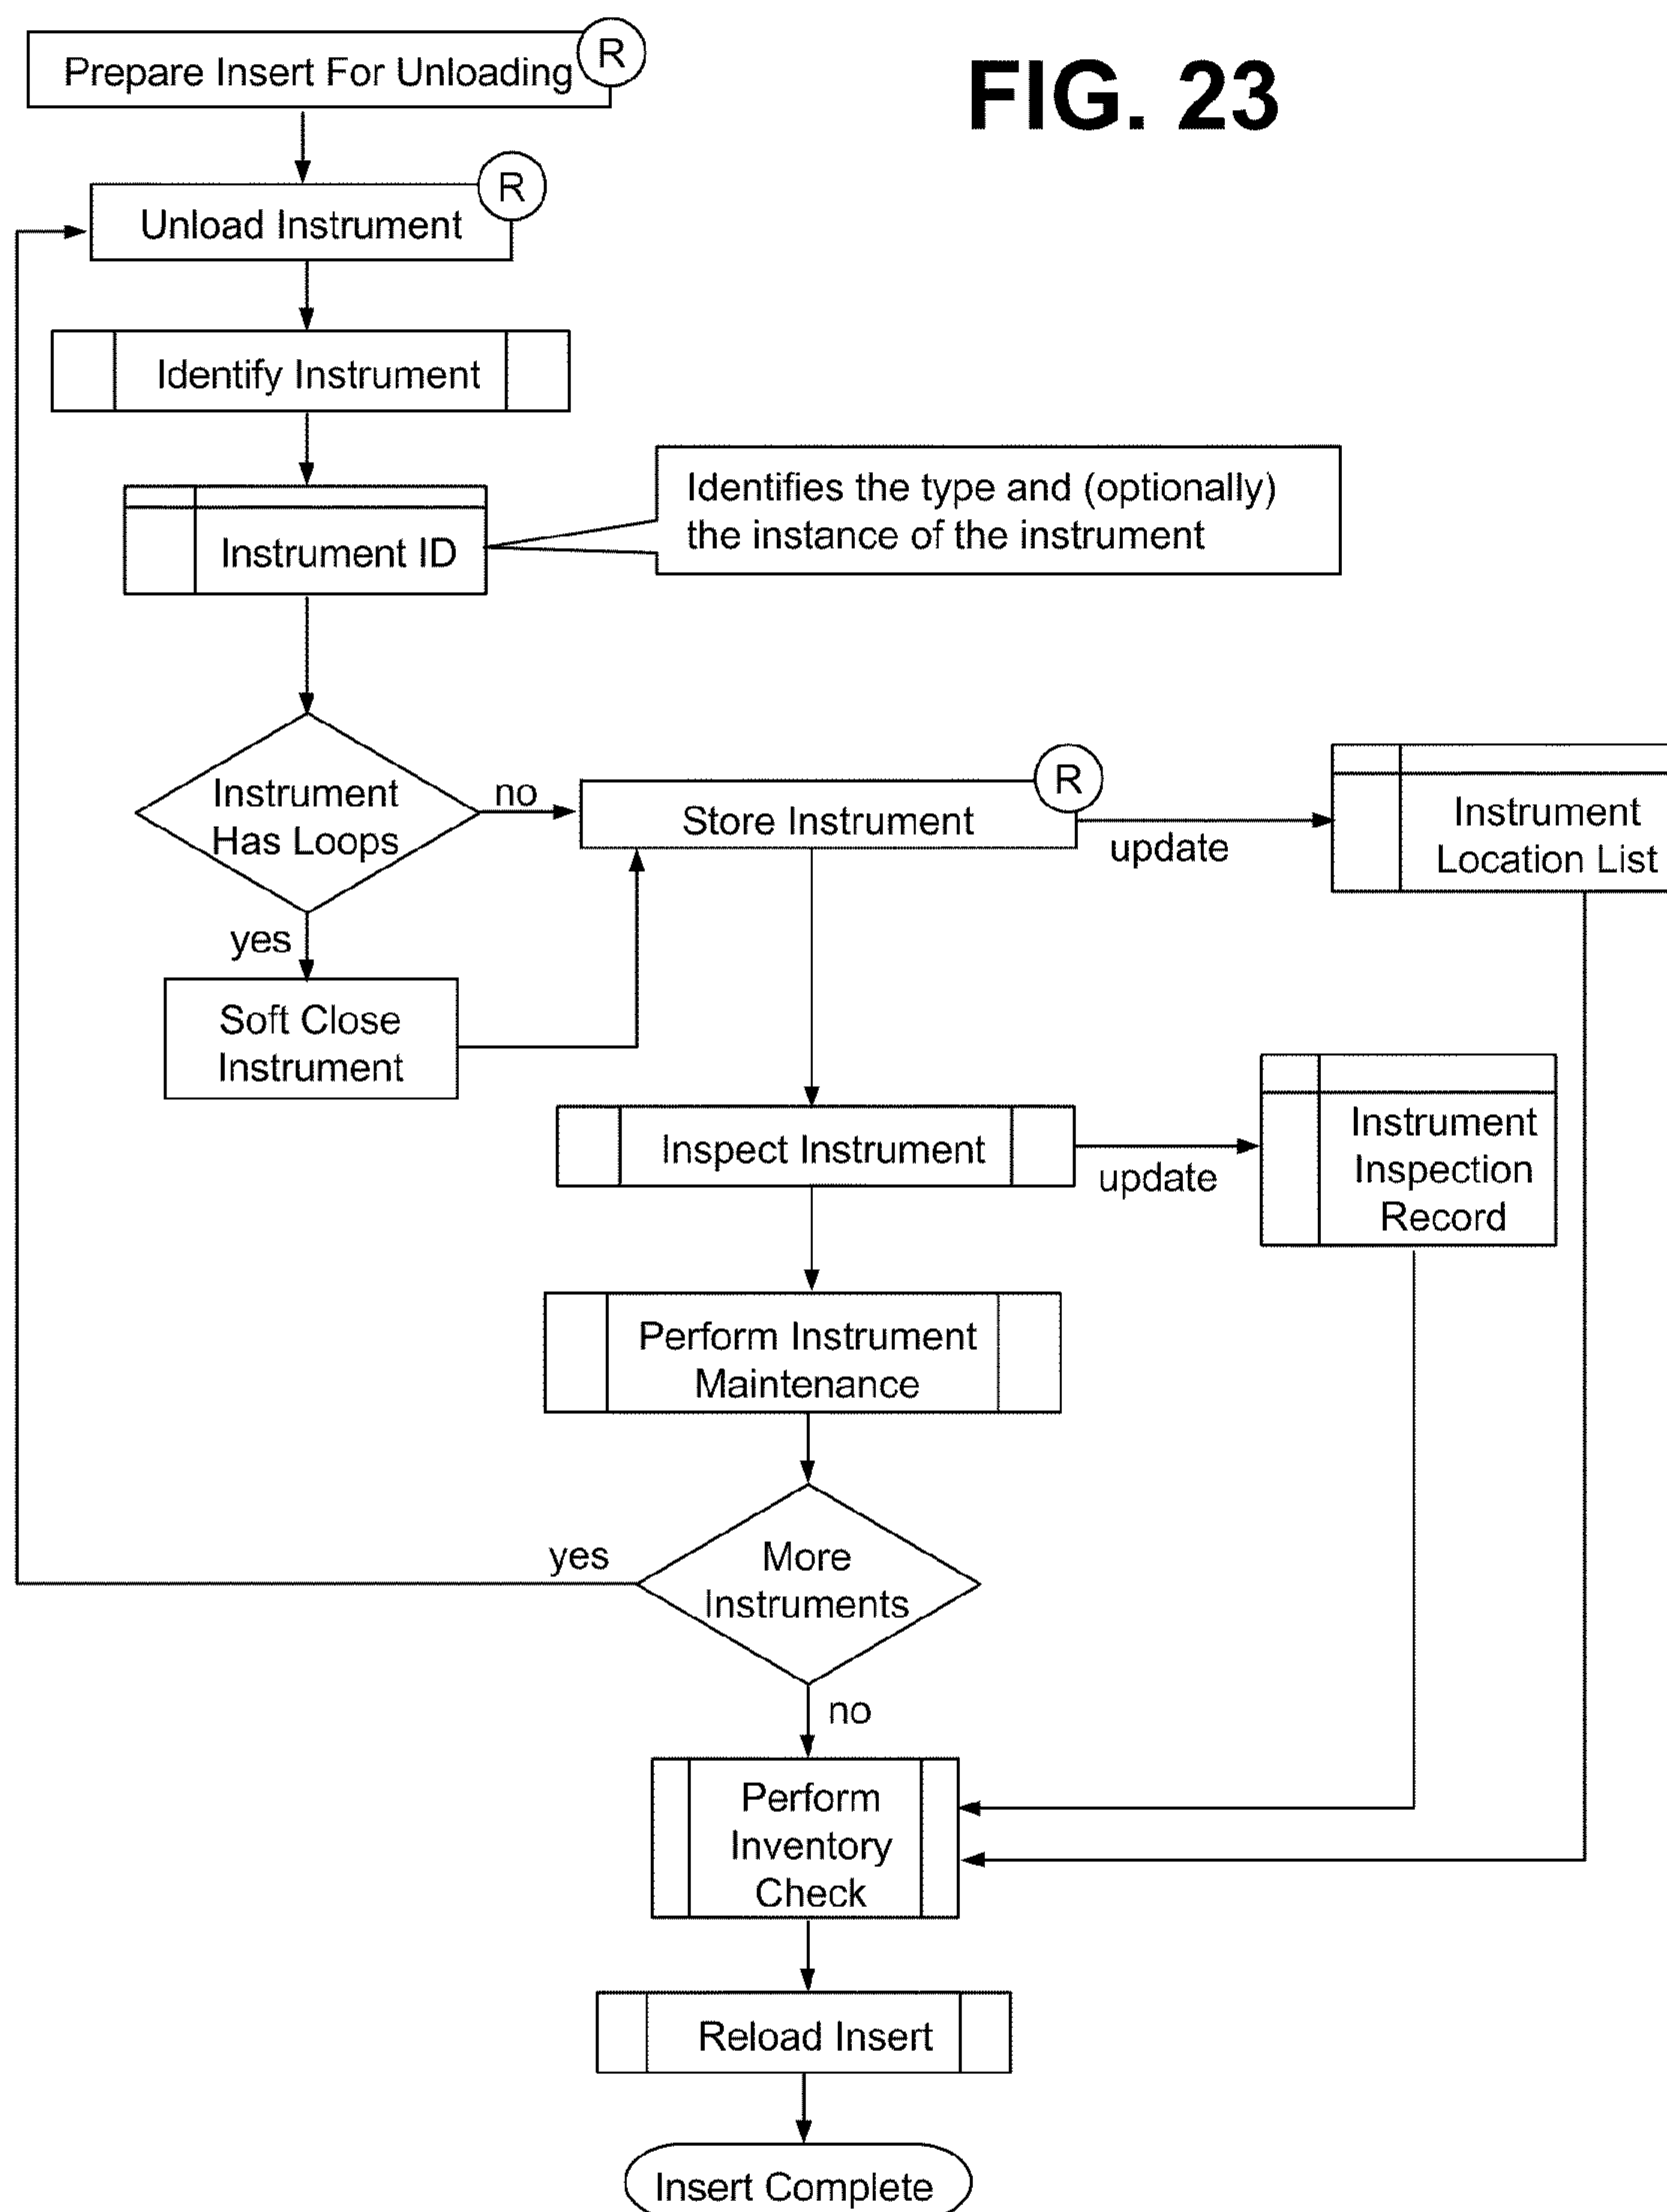 FIG. 23
Prepare Insert For Unloading
R
Unload Instrument
R
Identify Instrument
Identifies the type and (optionally)
the instance of the instrument
Instrument ID
Instrument
Has Loops
no
Store Instrument
R
update
Instrument
Location List
yes
Soft Close
Instrument
Inspect Instrument
update
Instrument
Inspection
Record
Perform Instrument
Maintenance
More
Instruments
yes
no
Perform
Inventory
Check
Reload Insert
Insert Complete